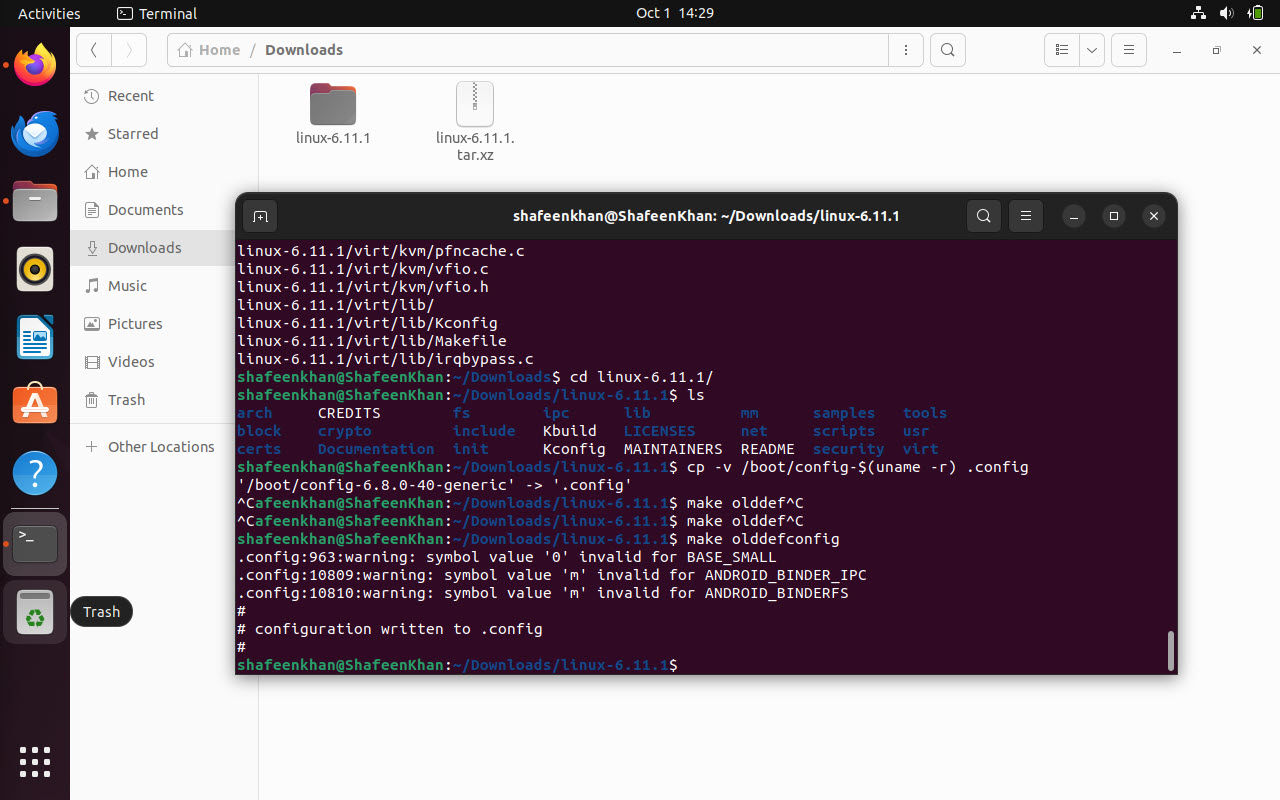 Activities
Terminal
Oct 1 14:29
Home / Downloads
Recent
Starred
Home
Documents
Downloads
Music
Pictures
Videos
Trash
Other Locations
linux-6.11.1
linux-6.11.1.
tar.xz
Trash
shafeenkhan@ShafeenKhan: ~/Downloads/linux-6.11.1
linux-6.11.1/virt/kvm/pfncache.c
linux-6.11.1/virt/kvm/vfio.c
linux-6.11.1/virt/kvm/vfio.h
linux-6.11.1/virt/lib/
linux-6.11.1/virt/lib/Kconfig
linux-6.11.1/virt/lib/Makefile
linux-6.11.1/virt/lib/irqbypass.c
shafeenkhan@ShafeenKhan:~/Downloads$ cd linux-6.11.1/
shafeenkhan@ShafeenKhan:~/Downloads/linux-6.11.1$ ls
arch     CREDITS        fs       ipc      lib          mm      samples   tools
block    crypto         include  Kbuild   LICENSES     net     scripts   usr
certs    Documentation  init     Kconfig  MAINTAINERS  README  security  virt
shafeenkhan@ShafeenKhan:~/Downloads/linux-6.11.1$ cp -v /boot/config-$(uname -r) .config
'/boot/config-6.8.0-40-generic' -> '.config'
^Cafeenkhan@ShafeenKhan:~/Downloads/linux-6.11.1$ make olddef^C
^Cafeenkhan@ShafeenKhan:~/Downloads/linux-6.11.1$ make olddef^C
shafeenkhan@ShafeenKhan:~/Downloads/linux-6.11.1$ make olddefconfig
.config:963:warning: symbol value '0' invalid for BASE_SMALL
.config:10809:warning: symbol value 'm' invalid for ANDROID_BINDER_IPC
.config:10810:warning: symbol value 'm' invalid for ANDROID_BINDERFS
#
# configuration written to .config
#
shafeenkhan@ShafeenKhan:~/Downloads/linux-6.11.1$